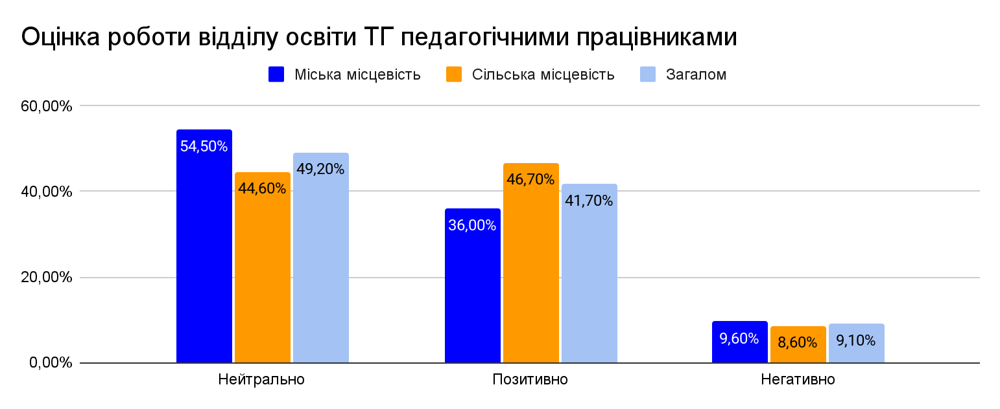 Оцінка роботи відділу освіти ТГ педагогічними працівниками
Міська місцевість Сільська місцевість Загалом
60,00%
40,00%
20,00%
0,00%
54,50% 44,60% 49,20%
36,00% 46,70% 41,70%
9,60% 8,60% 9,10%
Нейтрально Позитивно Негативно